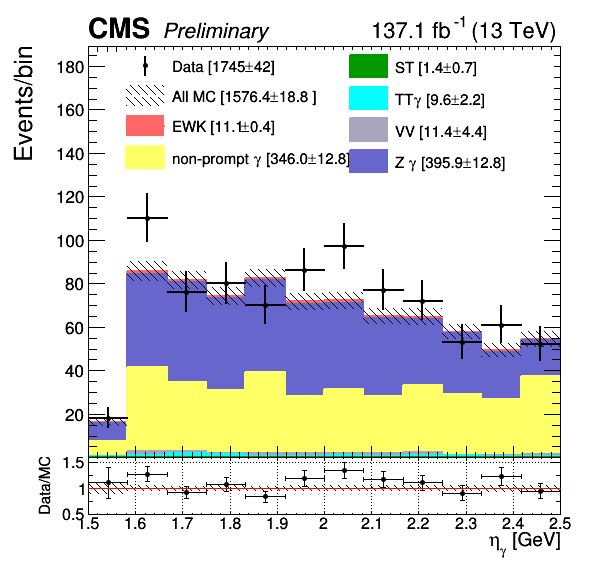 CMS Preliminary 137.1 fb⁻¹ (13 TeV)
Events/bin
180
160
140
120
100
80
60
40
20
Data [1745±42]
All MC [1576.4±18.8 ]
EWK [11.1±0.4]
non-prompt γ [346.0±12.8]
ST [1.4±0.7]
TTγ [9.6±2.2]
VV [11.4±4.4]
Z γ [395.9±12.8]
Data/MC
1.5
1
0.5
1.5 1.6 1.7 1.8 1.9 2 2.1 2.2 2.3 2.4 2.5
ηγ [GeV]